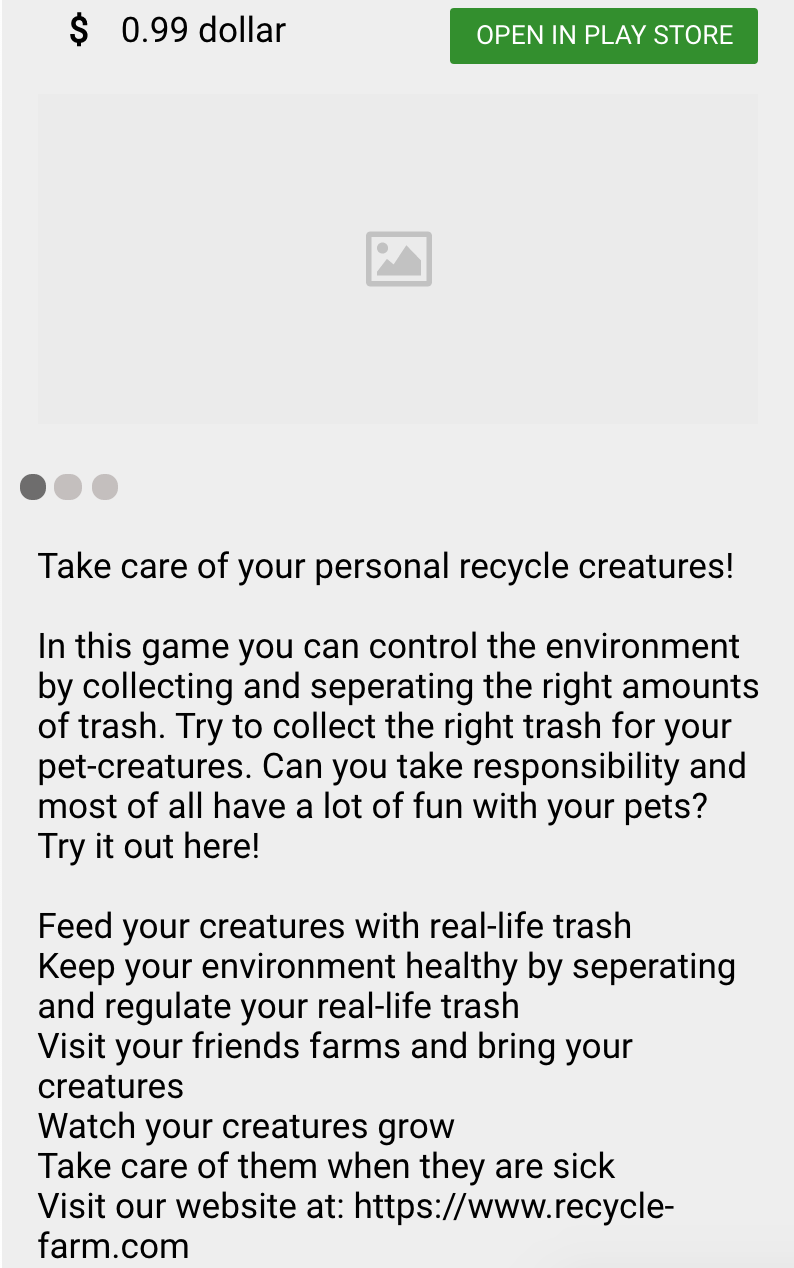 $ 0.99 dollar
OPEN IN PLAY STORE
Take care of your personal recycle creatures!
In this game you can control the environment
by collecting and seperating the right amounts
of trash. Try to collect the right trash for your
pet-creatures. Can you take responsibility and
most of all have a lot of fun with your pets?
Try it out here!
Feed your creatures with real-life trash
Keep your environment healthy by seperating
and regulate your real-life trash
Visit your friends farms and bring your
creatures
Watch your creatures grow
Take care of them when they are sick
Visit our website at: https://www.recycle-
farm.com